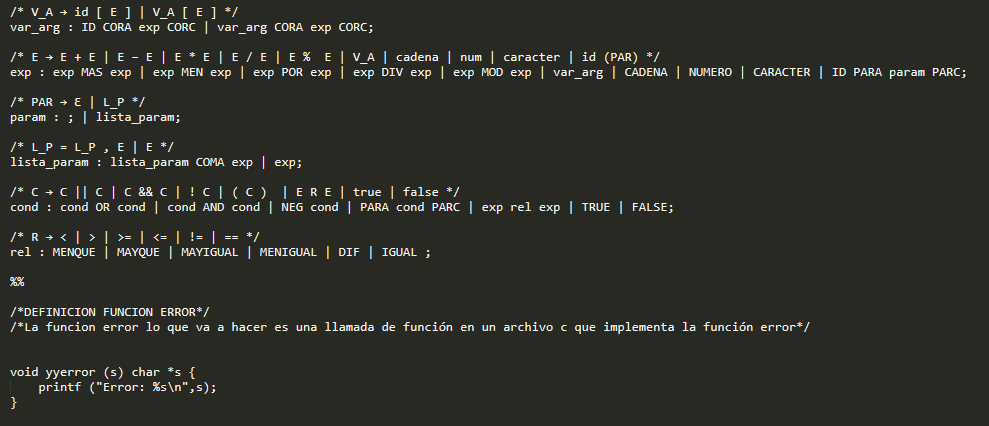 /* V_A → id [ E ] | V_A [ E ] */
var_arg : ID CORA exp CORC | var_arg CORA exp CORC;
/* E → E + E | E – E | E * E | E / E | E %  E | V_A | cadena | num | caracter | id (PAR) */
exp : exp MAS exp | exp MEN exp | exp POR exp | exp DIV exp | exp MOD exp | var_arg | CADENA | NUMERO | CARACTER | ID PARA param PARC;
/* PAR → Ɛ | L_P */
param : ; | lista_param;
/* L_P = L_P , E | E */
lista_param : lista_param COMA exp | exp;
/* C → C || C | C && C | ! C | ( C )  | E R E | true | false */
cond : cond OR cond | cond AND cond | NEG cond | PARA cond PARC | exp rel exp | TRUE | FALSE;
/* R → < | > | >= | <= | != | == */
rel : MENQUE | MAYQUE | MAYIGUAL | MENIGUAL | DIF | IGUAL ;
%%
/*DEFINICION FUNCION ERROR*/
/*La funcion error lo que va a hacer es una llamada de función en un archivo c que implementa la función error*/
void yyerror (s) char *s {
    printf ("Error: %s\n",s);
}